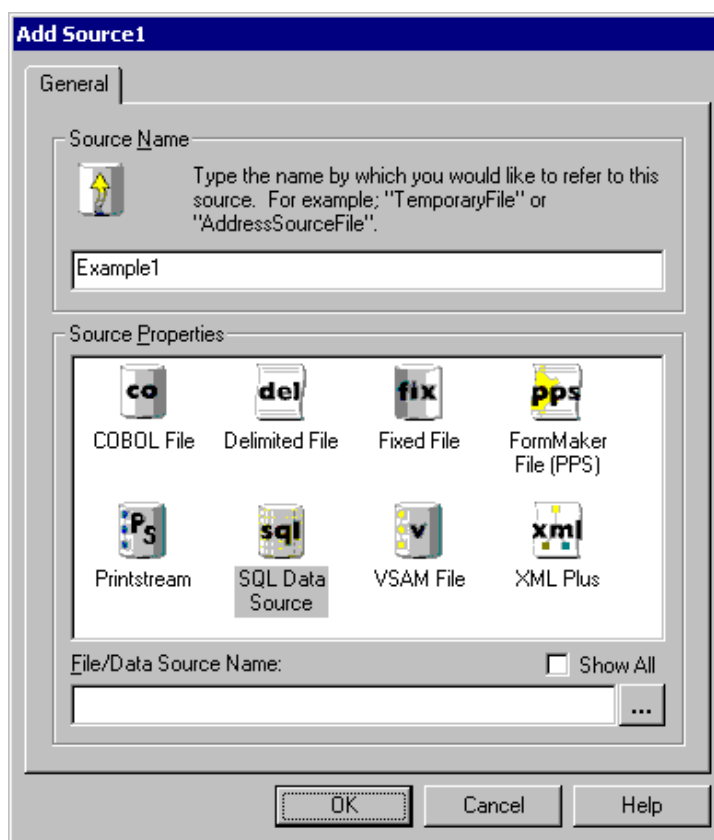 Add Source1
General
Source Name
Type the name by which you would like to refer to this
source. For example; "TemporaryFile" or
"AddressSourceFile".
Example1
Source Properties
co del fix pps
COBOL File Delimited File Fixed File FormMaker
File (PPS)
Ps sql v xml
Printstream SQL Data VSAM File XML Plus
Source
File/Data Source Name: Show All
...
OK Cancel Help